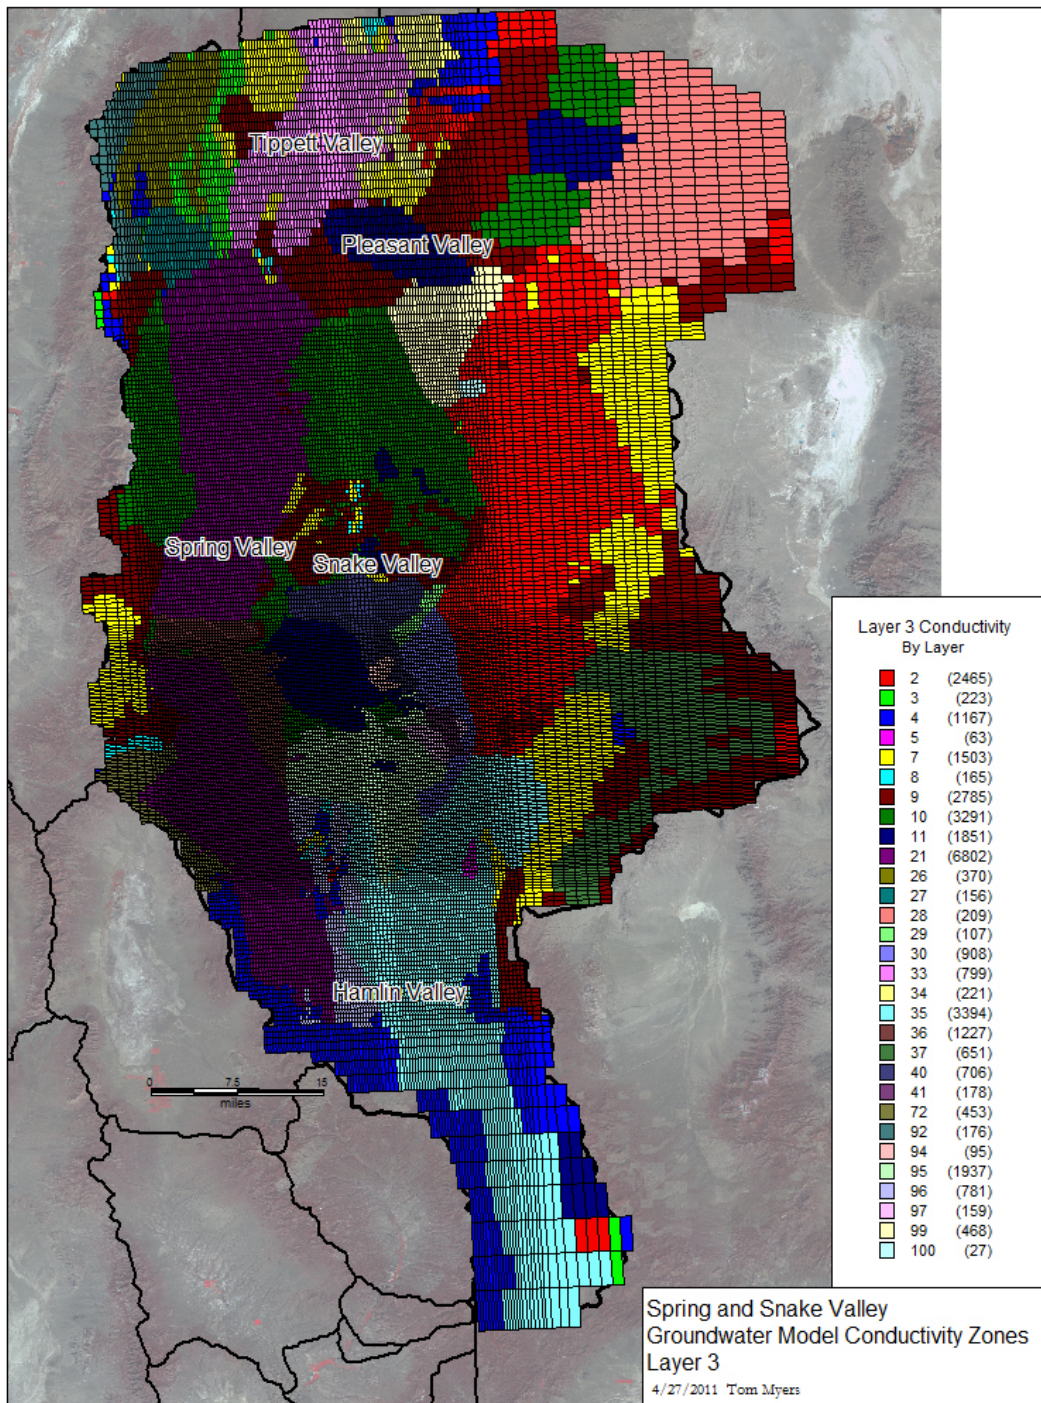 Tippett Valley
Pleasant Valley
Spring Valley
Snake Valley
Hamlin Valley
0 7.5 15
miles
Layer 3 Conductivity
By Layer
2 (2465)
3 (223)
4 (1167)
5 (63)
7 (1503)
8 (165)
9 (2785)
10 (3291)
11 (1851)
21 (6802)
26 (370)
27 (156)
28 (209)
29 (107)
30 (908)
33 (799)
34 (221)
35 (3394)
36 (1227)
37 (651)
40 (706)
41 (178)
72 (453)
92 (176)
94 (95)
95 (1937)
96 (781)
97 (159)
99 (468)
100 (27)
Spring and Snake Valley
Groundwater Model Conductivity Zones
Layer 3
4/27/2011 Tom Myers